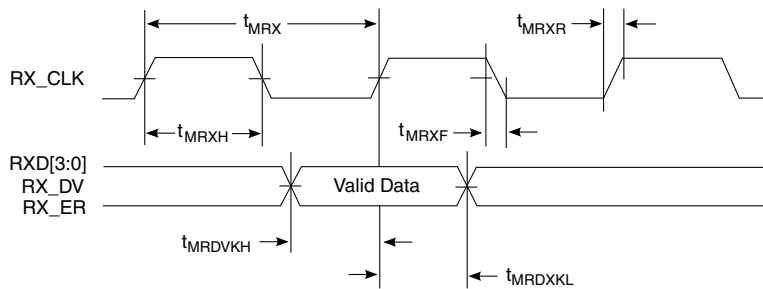 tMRX
tMRXR
RX_CLK
tMRXH
tMRXF
RXD[3:0]
RX_DV
RX_ER
Valid Data
tMRDVKH
tMRDXKL